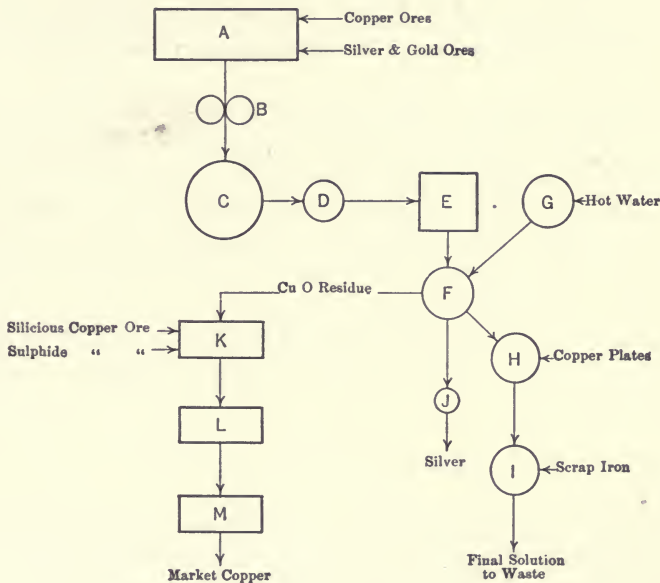 A
Copper Ores
Silver & Gold Ores
B
C
D
E
G
Hot Water
Cu O Residue
F
Silicious Copper Ore
Sulphide " "
K
H
Copper Plates
J
L
Silver
I
Scrap Iron
M
Market Copper
Final Solution
to Waste